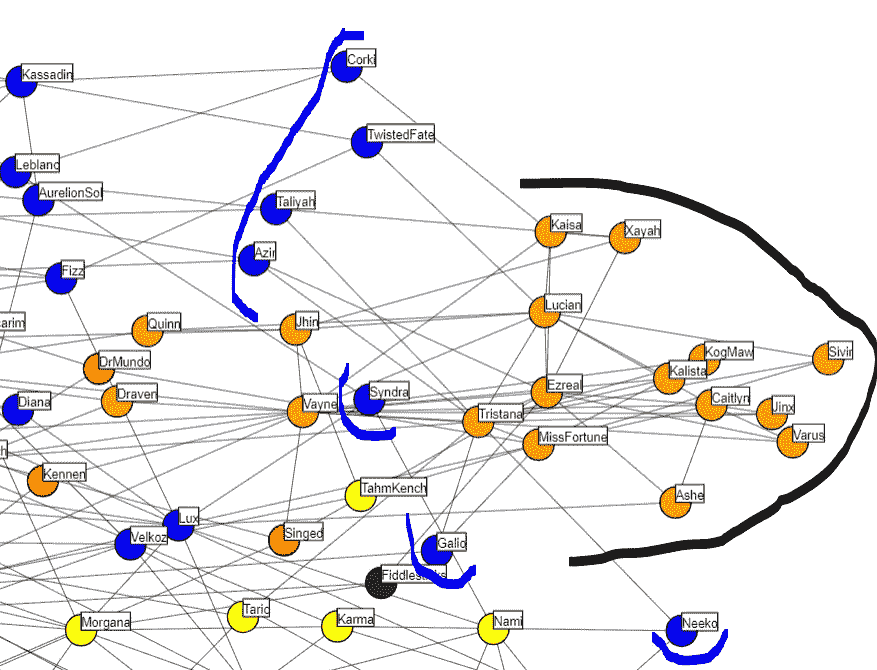 Corki
Kassadin
TwistedFate
Leblanc
AurelionSol
Taliyah
Kaisa
Xayah
Azir
Fizz
Lucian
arim
Quinn
Jhin
KogMaw
Sivir
DrMundo
Kalista
Ezreal
Draven
Diana
Vayne
Syndra
Caitlyn
Jinx
Tristana
MissFortune
Varus
h
Kennen
TahmKench
Ashe
Lux
Velkoz
Singed
Galio
Fiddlesticks
Morgana
Taric
Karma
Nami
Neeko